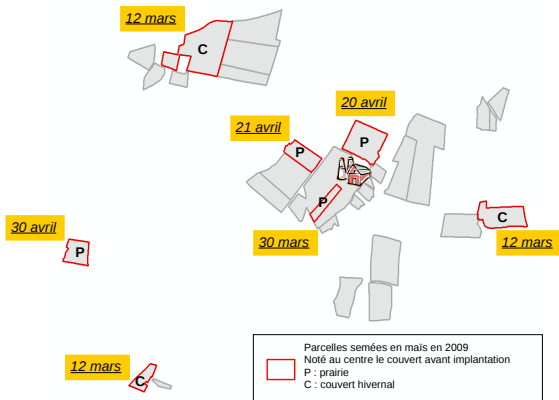 12 mars
C
20 avril
21 avril
P
P
P
C
30 avril
30 mars
12 mars
P
12 mars
C
Parcelles semées en maïs en 2009
Noté au centre le couvert avant implantation
P : prairie
C : couvert hivernal